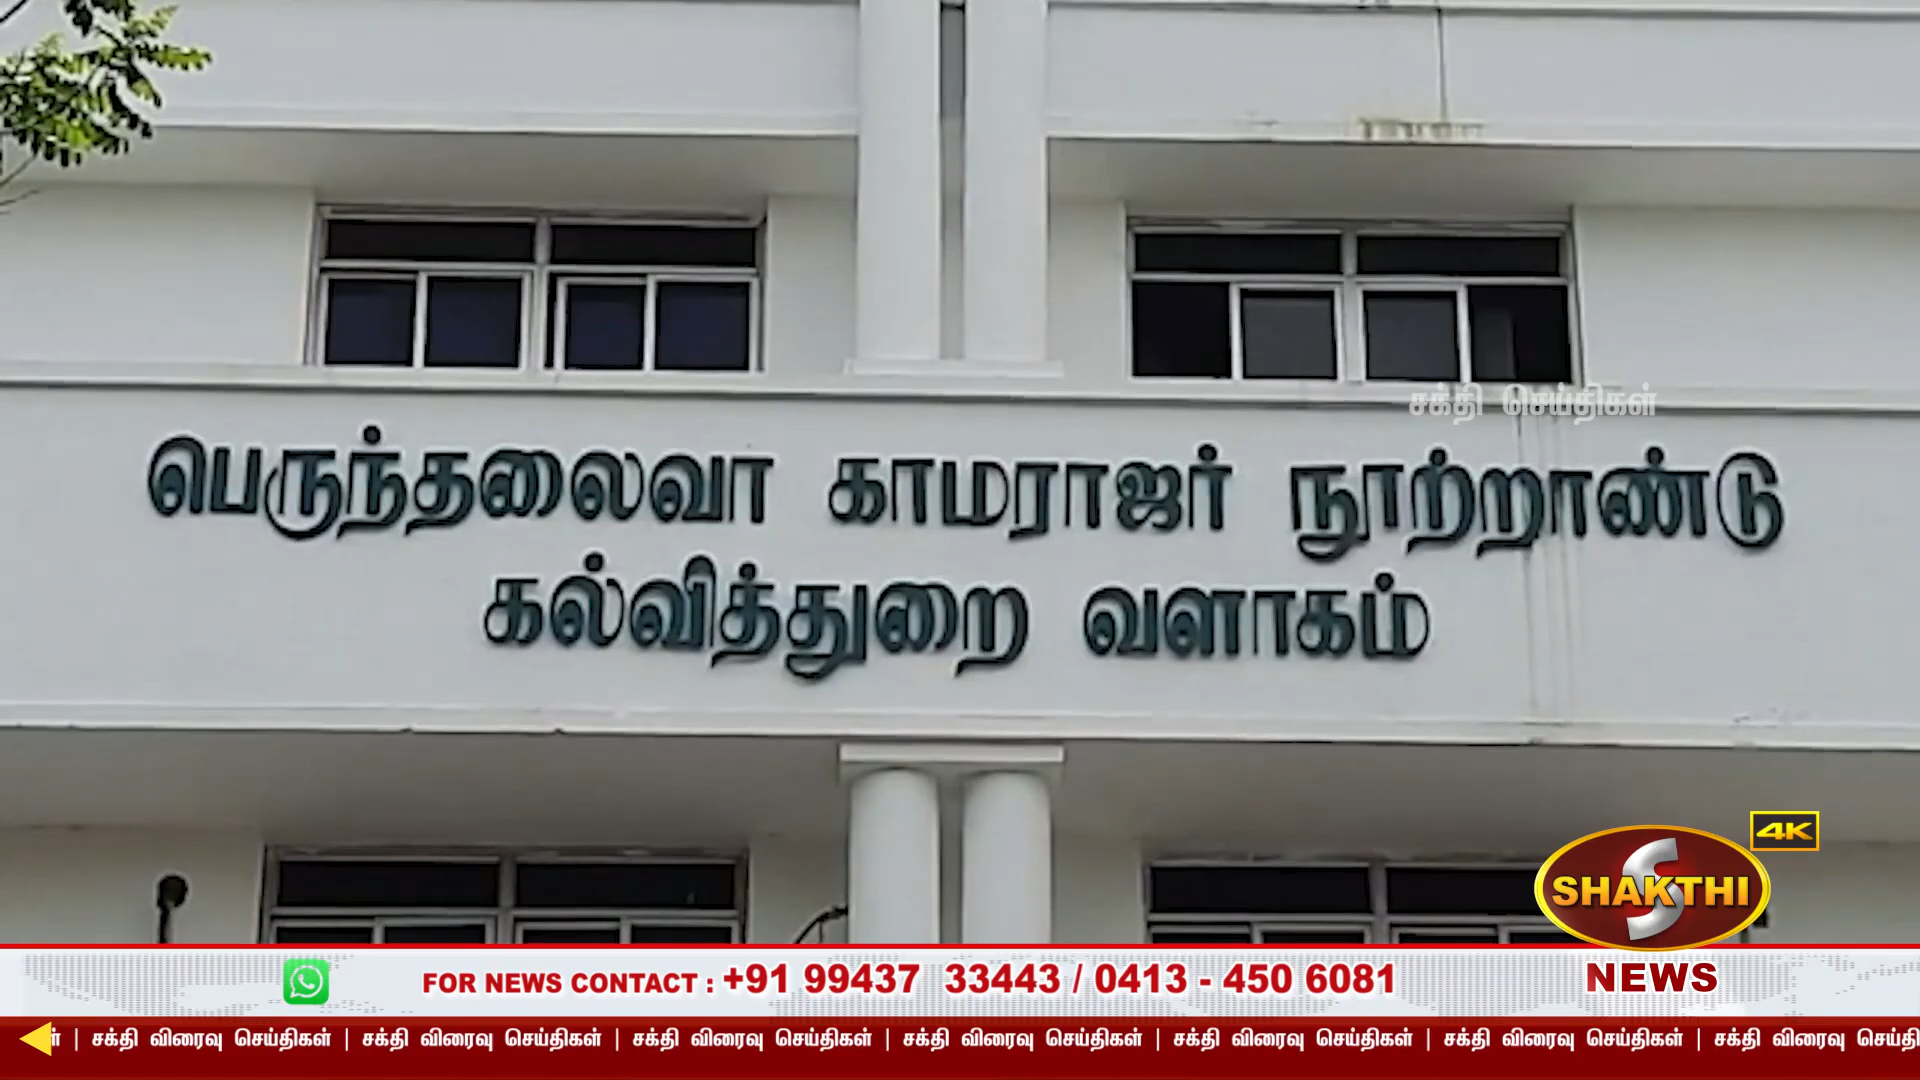 சக்தி செய்திகள்
பெருந்தலைவா காமராஜர் நூற்றாண்டு
கல்வித்துறை வளாகம்
4K
S
SHAKTHI
NEWS
FOR NEWS CONTACT : +91 99437 33443 / 0413 - 450 6081
| சக்தி விரைவு செய்திகள் | சக்தி விரைவு செய்திகள் | சக்தி விரைவு செய்திகள் | சக்தி விரைவு செய்திகள் | சக்தி விரைவு செய்திகள் | சக்தி விரைவு செய்திகள் | சக்தி விரைவு செய்தி